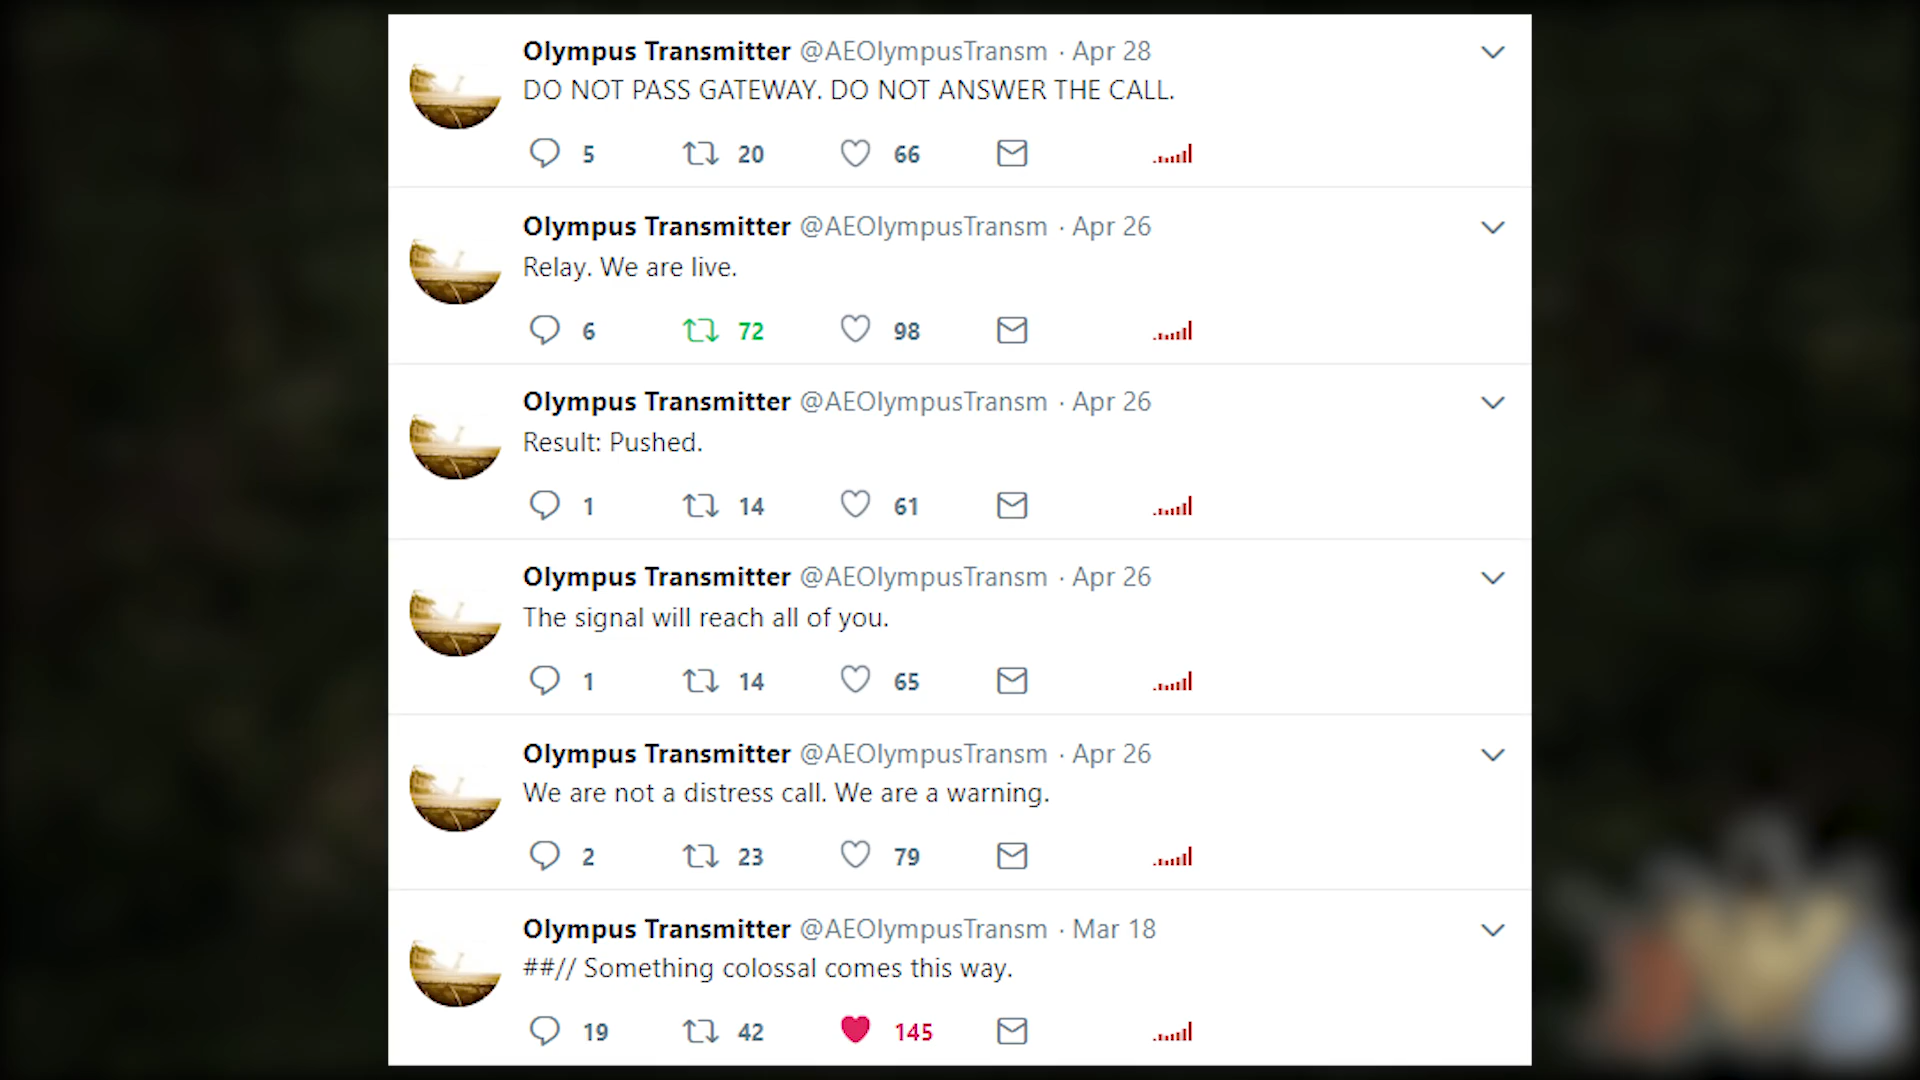 Olympus Transmitter @AEOlympusTransm · Apr 28
DO NOT PASS GATEWAY. DO NOT ANSWER THE CALL.
5 20 66
Olympus Transmitter @AEOlympusTransm · Apr 26
Relay. We are live.
6 72 98
Olympus Transmitter @AEOlympusTransm · Apr 26
Result: Pushed.
1 14 61
Olympus Transmitter @AEOlympusTransm · Apr 26
The signal will reach all of you.
1 14 65
Olympus Transmitter @AEOlympusTransm · Apr 26
We are not a distress call. We are a warning.
2 23 79
Olympus Transmitter @AEOlympusTransm · Mar 18
##// Something colossal comes this way.
19 42 145